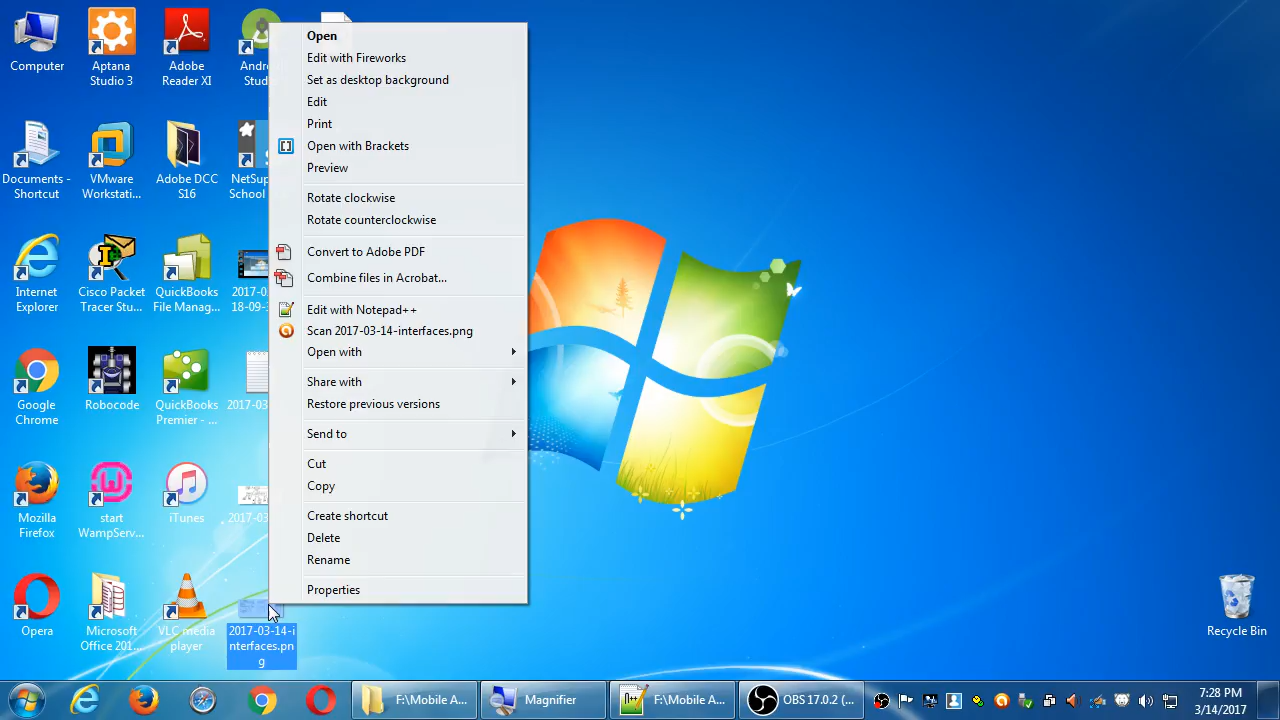 Computer
Aptana
Studio 3
Adobe
Reader XI
Andr
Stud
Documents -
Shortcut
VMware
Workstati...
Adobe DCC
S16
NetSup
School
Internet
Explorer
Cisco Packet
Tracer Stu...
QuickBooks
File Manag...
2017-03
18-09-
Google
Chrome
Robocode
QuickBooks
Premier - ...
2017-03
Mozilla
Firefox
start
WampServ...
iTunes
2017-03
Opera
Microsoft
Office 201...
VLC media
player
2017-03-14-i
nterfaces.pn
g
Open
Edit with Fireworks
Set as desktop background
Edit
Print
Open with Brackets
Preview
Rotate clockwise
Rotate counterclockwise
Convert to Adobe PDF
Combine files in Acrobat...
Edit with Notepad++
Scan 2017-03-14-interfaces.png
Open with
Share with
Restore previous versions
Send to
Cut
Copy
Create shortcut
Delete
Rename
Properties
Recycle Bin
F:\Mobile A...
Magnifier
F:\Mobile A...
OBS 17.0.2 (...
7:28 PM
3/14/2017